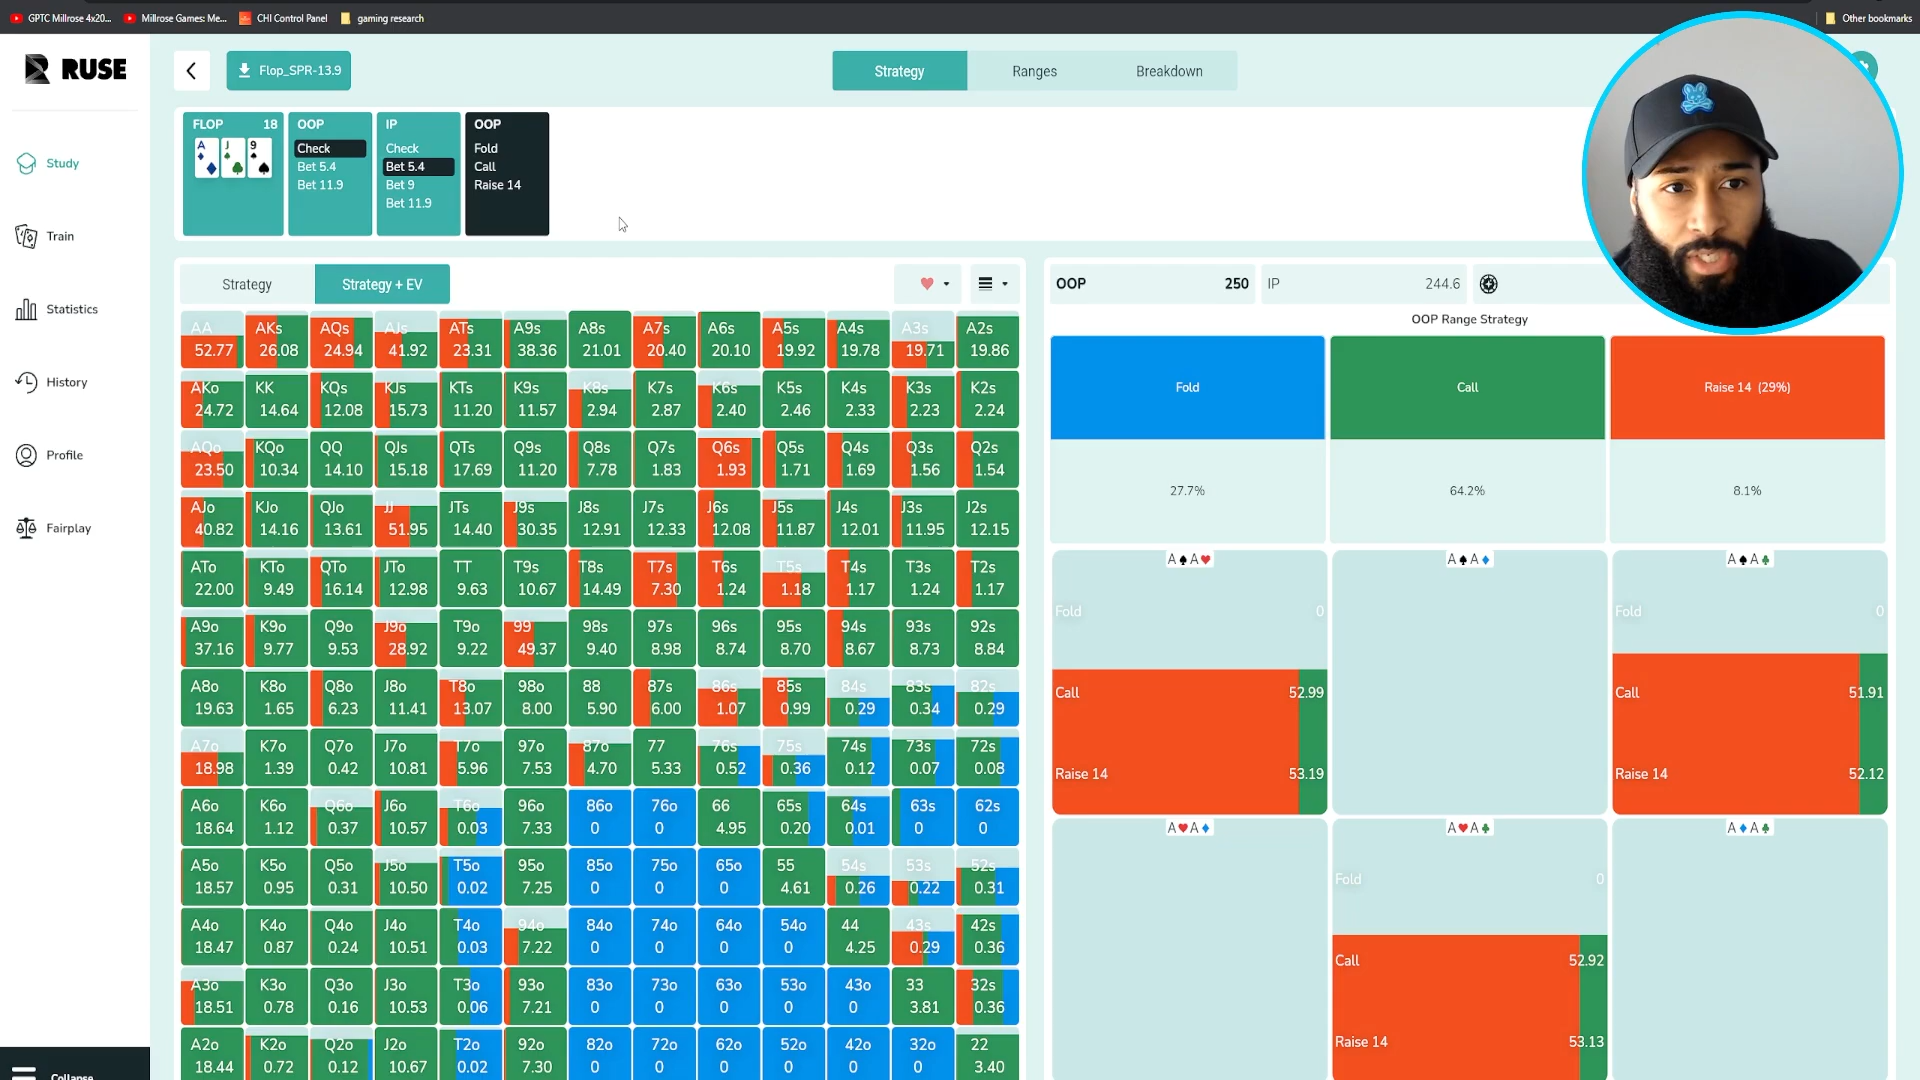 GPTC Millrose 4x20...
Millrose Games: Me...
CHI Control Panel
gaming research
Other bookmarks
RUSE
Flop_SPR-13.9
Strategy
Ranges
Breakdown
Study
Train
Statistics
History
Profile
Fairplay
Collapse
FLOP 18
A J 9
OOP
Check
Bet 5.4
Bet 11.9
IP
Check
Bet 5.4
Bet 9
Bet 11.9
OOP
Fold
Call
Raise 14
Strategy
Strategy + EV
AA AKs AQs AJs ATs A9s A8s A7s A6s A5s A4s A3s A2s
52.77 26.08 24.94 41.92 23.31 38.36 21.01 20.40 20.10 19.92 19.78 19.71 19.86
AKo KK KQs KJs KTs K9s K8s K7s K6s K5s K4s K3s K2s
24.72 14.64 12.08 15.73 11.20 11.57 2.94 2.87 2.40 2.46 2.33 2.23 2.24
AQo KQo QQ QJs QTs Q9s Q8s Q7s Q6s Q5s Q4s Q3s Q2s
23.50 10.34 14.10 15.18 17.69 11.20 7.78 1.83 1.93 1.71 1.69 1.56 1.54
AJo KJo QJo JJ JTs J9s J8s J7s J6s J5s J4s J3s J2s
40.82 14.16 13.61 51.95 14.40 30.35 12.91 12.33 12.08 11.87 12.01 11.95 12.15
ATo KTo QTo JTo TT T9s T8s T7s T6s T5s T4s T3s T2s
22.00 9.49 16.14 12.98 9.63 10.67 14.49 7.30 1.24 1.18 1.17 1.24 1.17
A9o K9o Q9o J9o T9o 99 98s 97s 96s 95s 94s 93s 92s
37.16 9.77 9.53 28.92 9.22 49.37 9.40 8.98 8.74 8.70 8.67 8.73 8.84
A8o K8o Q8o J8o T8o 98o 88 87s 86s 85s 84s 83s 82s
19.63 1.65 6.23 11.41 13.07 8.00 5.90 6.00 1.07 0.99 0.29 0.34 0.29
A7o K7o Q7o J7o T7o 97o 87o 77 76s 75s 74s 73s 72s
18.98 1.39 0.42 10.81 5.96 7.53 4.70 5.33 0.52 0.36 0.12 0.07 0.08
A6o K6o Q6o J6o T6o 96o 86o 76o 66 65s 64s 63s 62s
18.64 1.12 0.37 10.57 0.03 7.33 0 0 4.95 0.20 0.01 0 0
A5o K5o Q5o J5o T5o 95o 85o 75o 65o 55 54s 53s 52s
18.57 0.95 0.31 10.50 0.02 7.25 0 0 0 4.61 0.26 0.22 0.31
A4o K4o Q4o J4o T4o 94o 84o 74o 64o 54o 44 43s 42s
18.47 0.87 0.24 10.51 0.03 7.22 0 0 0 0 4.25 0.29 0.36
A3o K3o Q3o J3o T3o 93o 83o 73o 63o 53o 43o 33 32s
18.51 0.78 0.16 10.53 0.06 7.21 0 0 0 0 0 3.81 0.36
A2o K2o Q2o J2o T2o 92o 82o 72o 62o 52o 42o 32o 22
18.44 0.72 0.12 10.67 0.02 7.30 0 0 0 0 0 0 3.40
OOP 250
IP 244.6
OOP Range Strategy
Fold
Call
Raise 14 (29%)
27.7%
64.2%
8.1%
A♠A♥
Fold 0
Call 52.99
Raise 14 53.19
A♠A♦
A♠A♣
Fold 0
Call 51.91
Raise 14 52.12
A♥A♦
A♥A♣
Fold 0
Call 52.92
Raise 14 53.13
A♦A♣